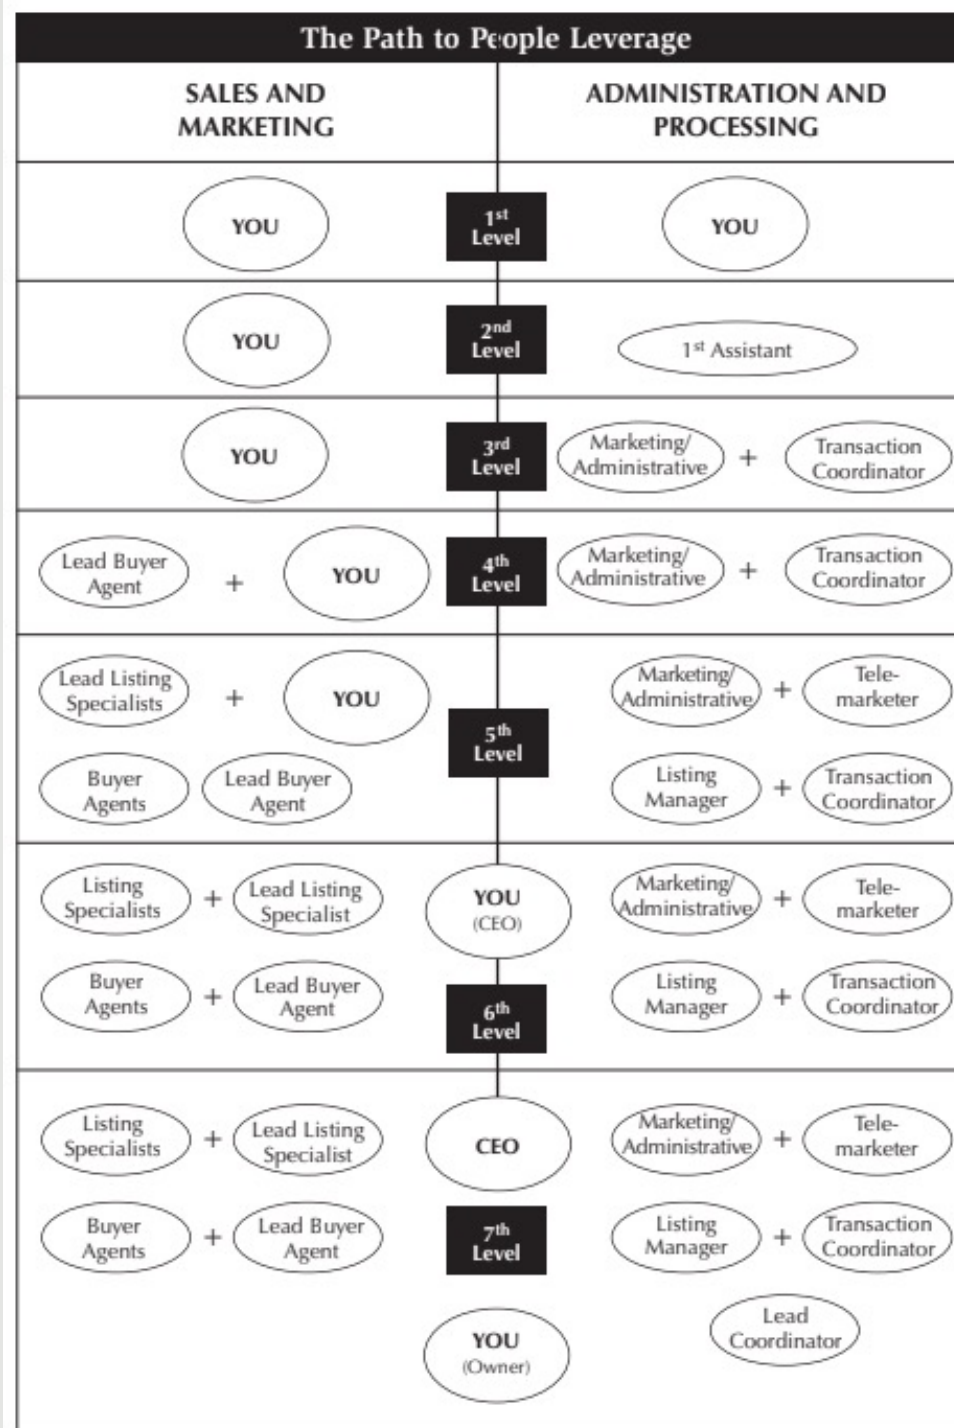 The Path to People Leverage
SALES AND
MARKETING
ADMINISTRATION AND
PROCESSING
YOU
1st
Level
YOU
YOU
2nd
Level
1st Assistant
YOU
3rd
Level
Marketing/
Administrative
+
Transaction
Coordinator
Lead Buyer
Agent
+
YOU
4th
Level
Marketing/
Administrative
+
Transaction
Coordinator
Lead Listing
Specialists
+
YOU
Buyer
Agents
Lead Buyer
Agent
5th
Level
Marketing/
Administrative
+
Tele-
marketer
Listing
Manager
+
Transaction
Coordinator
Listing
Specialists
+
Lead Listing
Specialist
Buyer
Agents
+
Lead Buyer
Agent
YOU
(CEO)
6th
Level
Marketing/
Administrative
+
Tele-
marketer
Listing
Manager
+
Transaction
Coordinator
Listing
Specialists
+
Lead Listing
Specialist
Buyer
Agents
+
Lead Buyer
Agent
CEO
7th
Level
YOU
(Owner)
Marketing/
Administrative
+
Tele-
marketer
Listing
Manager
+
Transaction
Coordinator
Lead
Coordinator